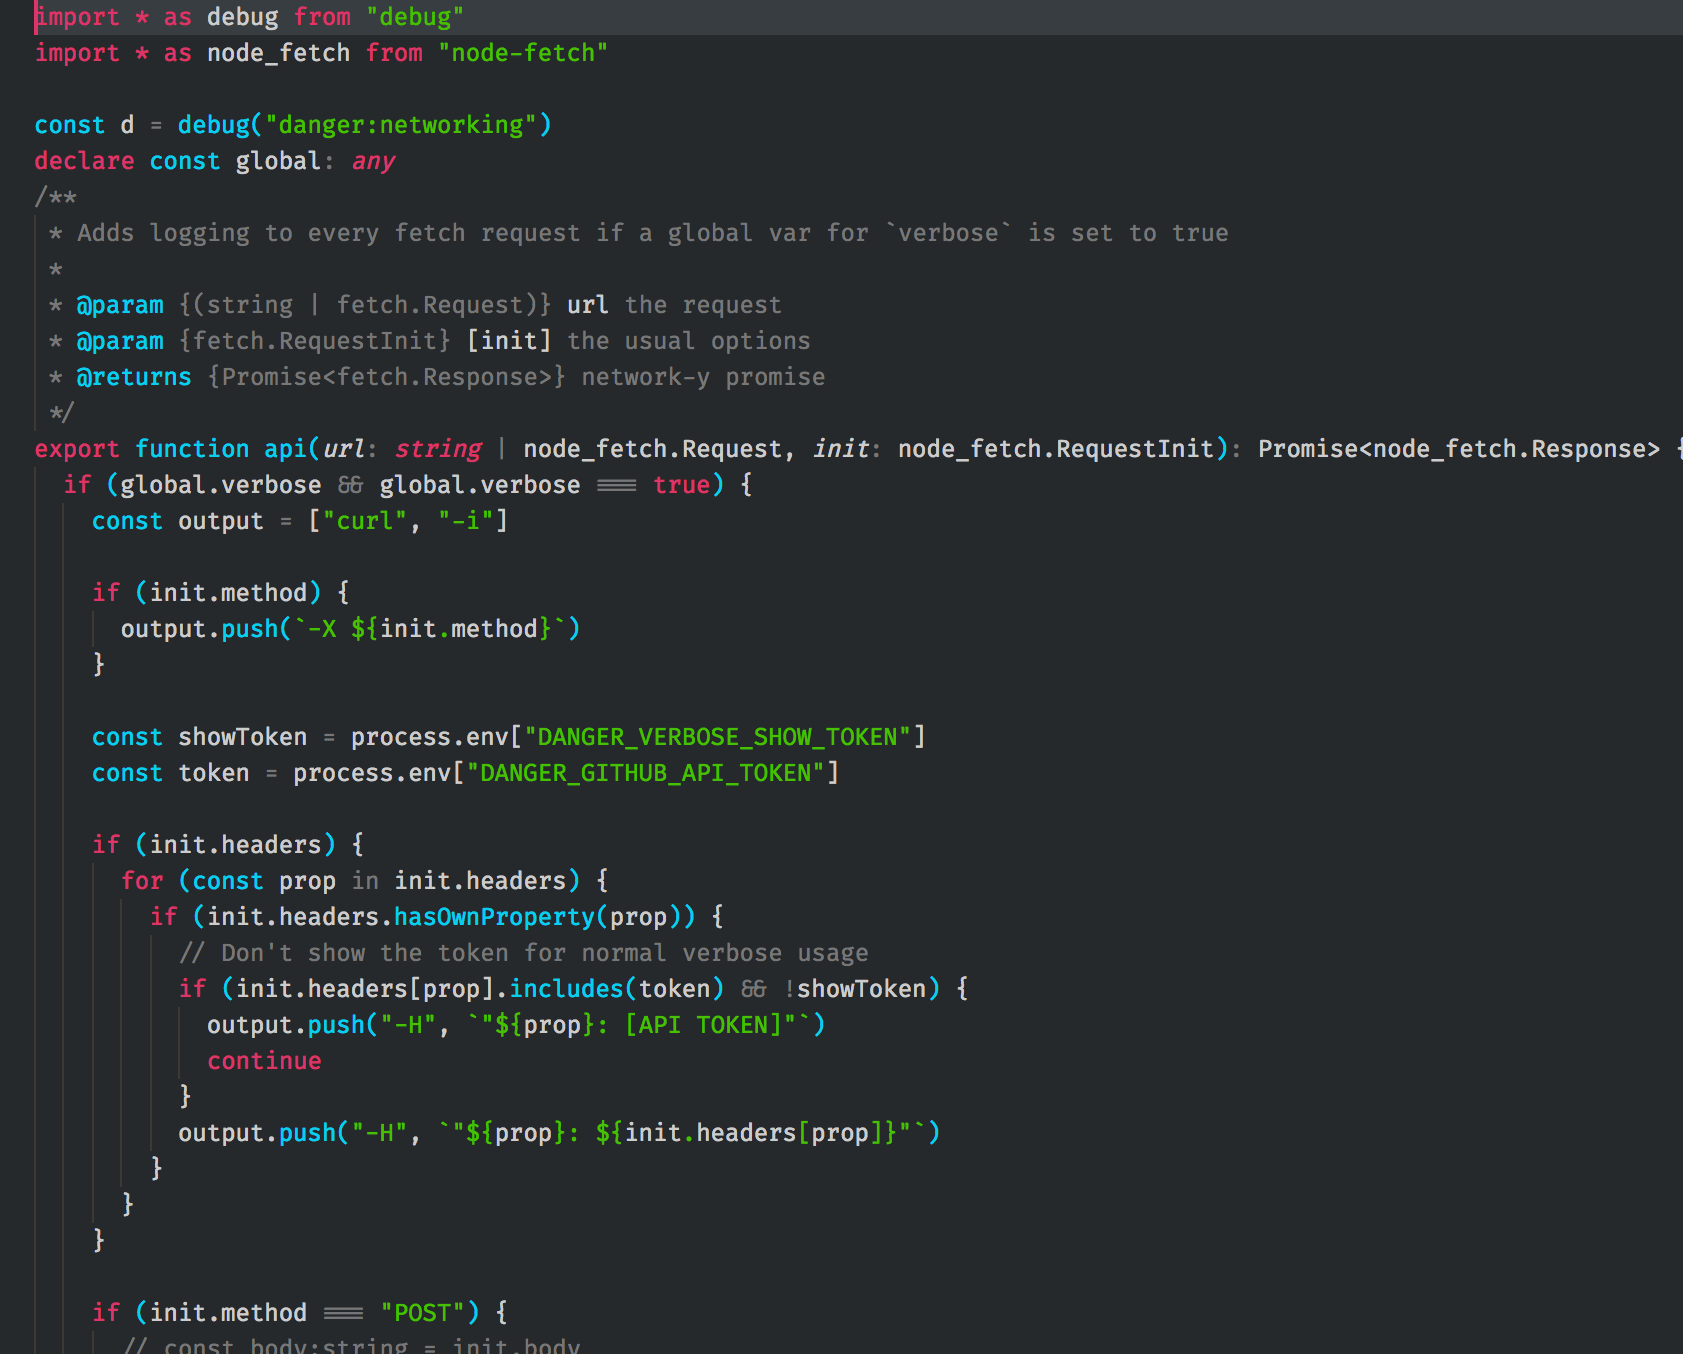 import * as debug from "debug"
import * as node_fetch from "node-fetch"

const d = debug("danger:networking")
declare const global: any
/**
 * Adds logging to every fetch request if a global var for `verbose` is set to true
 *
 * @param {(string | fetch.Request)} url the request
 * @param {fetch.RequestInit} [init] the usual options
 * @returns {Promise<fetch.Response>} network-y promise
 */
export function api(url: string | node_fetch.Request, init: node_fetch.RequestInit): Promise<node_fetch.Response> {
  if (global.verbose && global.verbose === true) {
    const output = ["curl", "-i"]

    if (init.method) {
      output.push(`-X ${init.method}`)
    }

    const showToken = process.env["DANGER_VERBOSE_SHOW_TOKEN"]
    const token = process.env["DANGER_GITHUB_API_TOKEN"]

    if (init.headers) {
      for (const prop in init.headers) {
        if (init.headers.hasOwnProperty(prop)) {
          // Don't show the token for normal verbose usage
          if (init.headers[prop].includes(token) && !showToken) {
            output.push("-H", `"${prop}: [API TOKEN]"`)
            continue
          }
          output.push("-H", `"${prop}: ${init.headers[prop]}"`)
        }
      }
    }

    if (init.method === "POST") {
      // const body:string = init.body